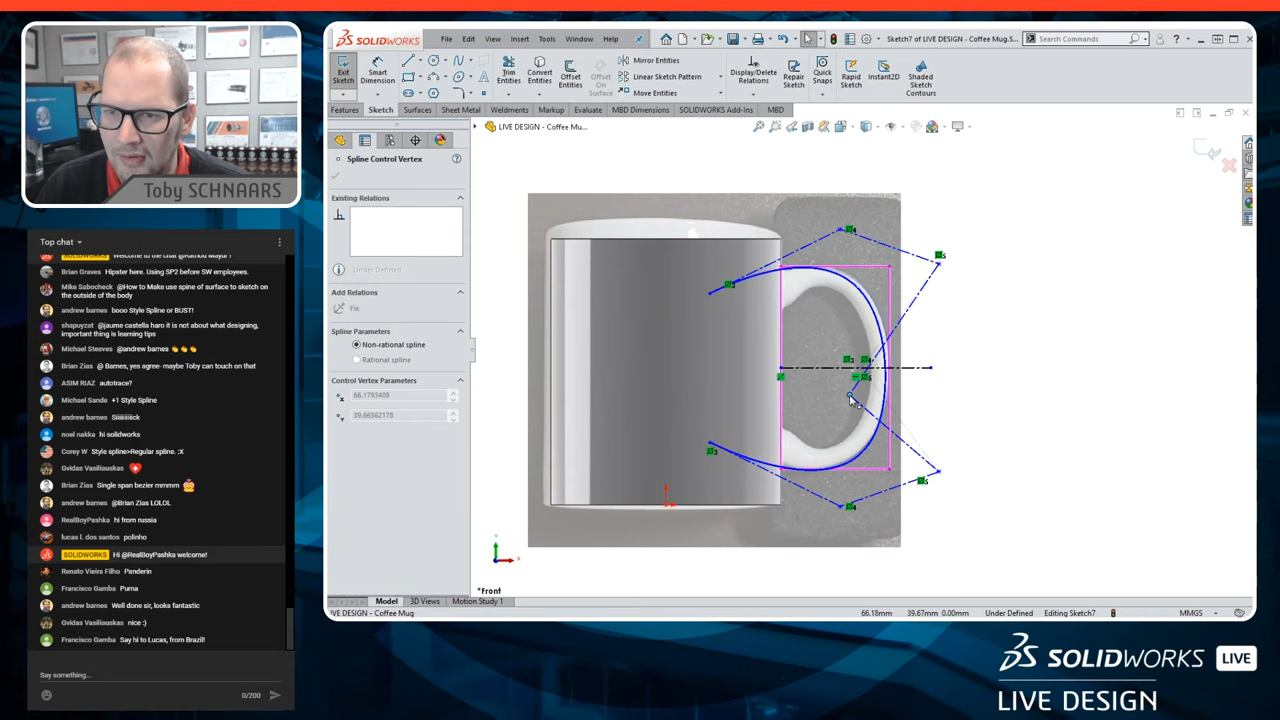 Toby SCHNAARS
Top chat
SOLIDWORKS Welcome to the chat @Rathod Mayur!
Brian Graves Hipster here. Using SP2 before SW employees.
Mike Sabocheck @How to Make use spine of surface to sketch on
the outside of the body
andrew barnes booo Style Spline or BUST!
shapuyzat @jaume castella haro it is not about what designing,
important thing is learning tips
Michael Steeves @andrew barnes 👏👏👏
Brian Zias @ Barnes, yes agree- maybe Toby can touch on that
ASIM RIAZ autotrace?
Michael Sande +1 Style Spline
andrew barnes Siiiiiiiiiick
noel nakka hi solidworks
Corey W Style spline>Regular spline. :X
Gvidas Vasiliauskas ❤️
Brian Zias Single span bezier mmmm
andrew barnes @Brian Zias LOLOL
RealBoyPashka hi from russia
lucas l. dos santos polinho
SOLIDWORKS Hi @RealBoyPashka welcome!
Renato Vieira Filho Panderin
Francisco Gamba Puma
andrew barnes Well done sir, looks fantastic
Gvidas Vasiliauskas nice :)
Francisco Gamba Say hi to Lucas, from Brazil!
Say something...
0/200
SOLIDWORKS File Edit View Insert Tools Window Help Sketch7 of LIVE DESIGN - Coffee Mug.S Search Commands
Exit Sketch
Smart Dimension
Trim Entities
Convert Entities
Offset Entities
Offset On Surface
Mirror Entities
Linear Sketch Pattern
Move Entities
Display/Delete Relations
Repair Sketch
Quick Snaps
Rapid Sketch
Instant2D
Shaded Sketch Contours
Features Sketch Sheet Metal Surfaces Weldments Markup Evaluate MBD Dimensions SOLIDWORKS Add-Ins MBD
LIVE DESIGN - Coffee Mu...
Spline Control Vertex
Existing Relations
Under Defined
Add Relations
Fix
Spline Parameters
Non-rational spline
Rational spline
Control Vertex Parameters
66.1793408
39.66562178
*Front
Model 3D Views Motion Study 1
LIVE DESIGN - Coffee Mug 66.18mm 39.67mm 0.00mm Under Defined Editing Sketch7 MMGS
SOLIDWORKS LIVE
LIVE DESIGN